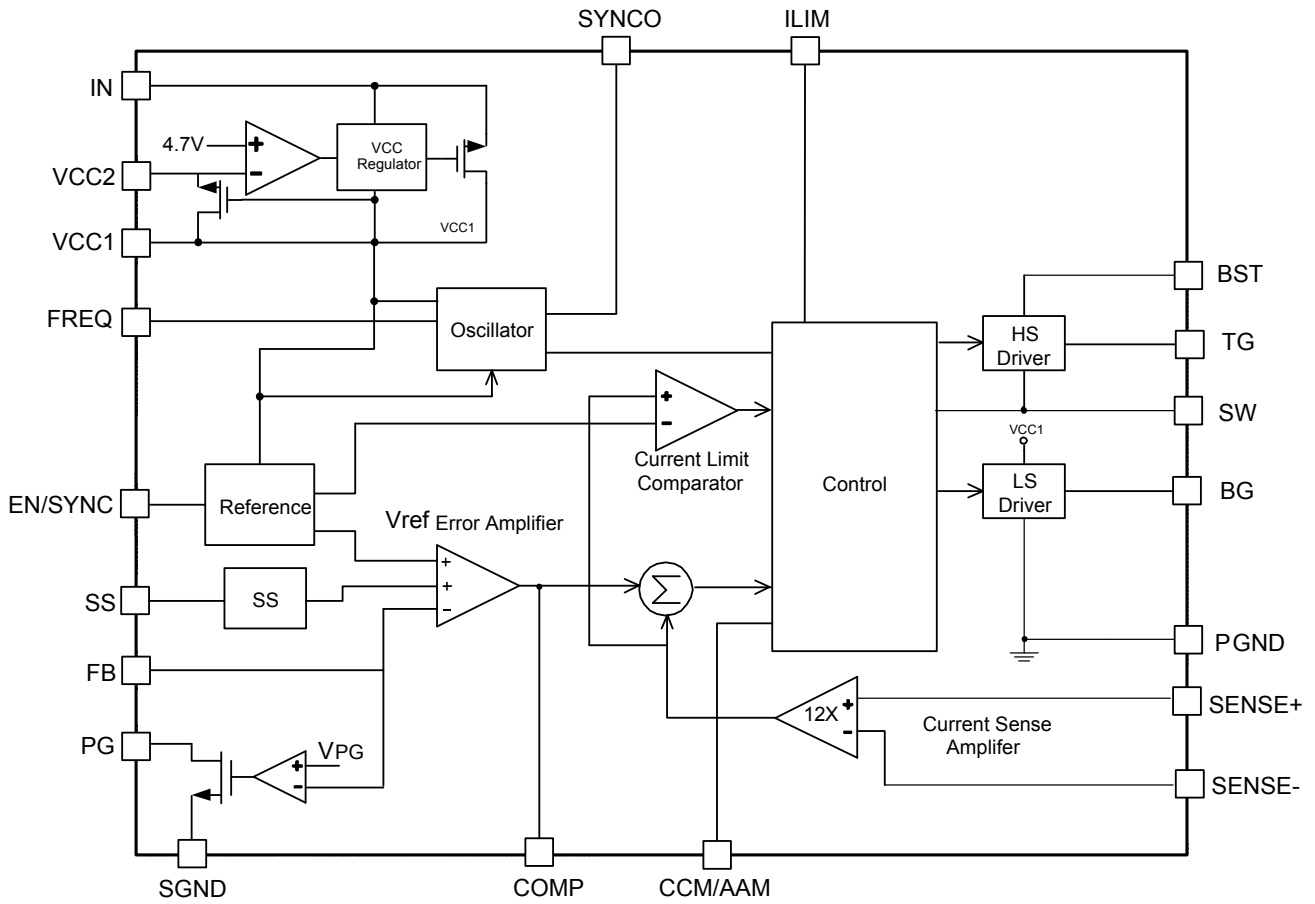 SYNCO
ILIM
IN
4.7V
+
-
VCC
Regulator
VCC2
VCC1
VCC1
FREQ
Oscillator
BST
HS
Driver
TG
SW
+
-
Current Limit
Comparator
Control
VCC1
LS
Driver
BG
EN/SYNC
Reference
Vref Error Amplifier
+
+
-
SS
SS
Σ
FB
PGND
SENSE+
12X
+
-
Current Sense
Amplifer
PG
VPG
+
-
SENSE-
SGND
COMP
CCM/AAM